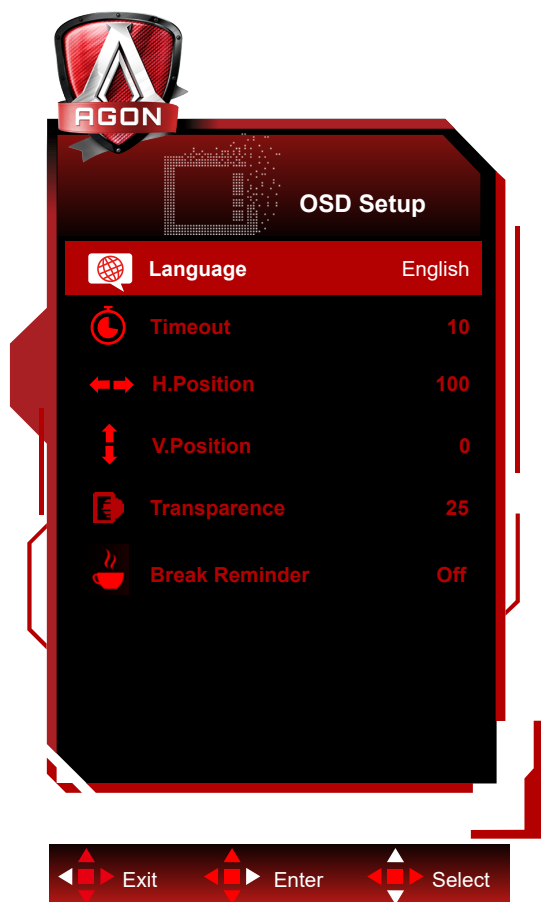 AGON
OSD Setup
Language English
Timeout 10
H.Position 100
V.Position 0
Transparence 25
Break Reminder Off
Exit Enter Select